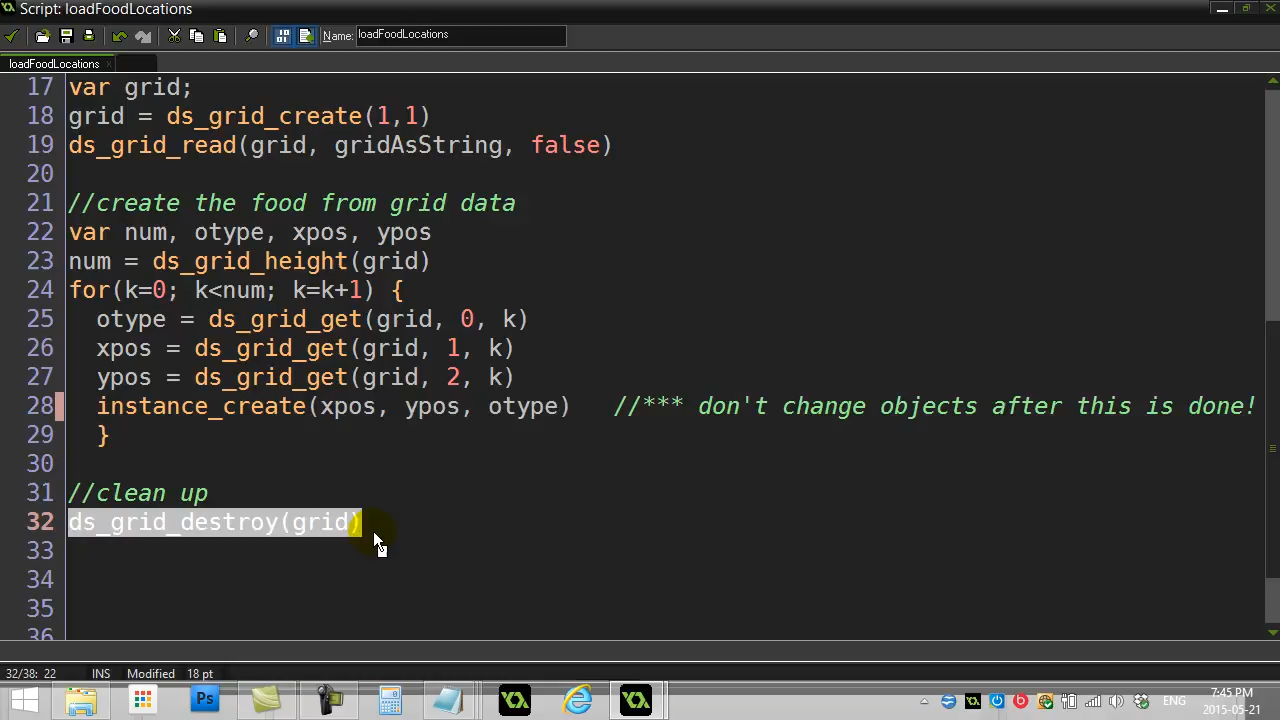 Script: loadFoodLocations
Name: loadFoodLocations
loadFoodLocations
17 var grid;
18 grid = ds_grid_create(1,1)
19 ds_grid_read(grid, gridAsString, false)
20
21 //create the food from grid data
22 var num, otype, xpos, ypos
23 num = ds_grid_height(grid)
24 for(k=0; k<num; k=k+1) {
25 otype = ds_grid_get(grid, 0, k)
26 xpos = ds_grid_get(grid, 1, k)
27 ypos = ds_grid_get(grid, 2, k)
28 instance_create(xpos, ypos, otype) //*** don't change objects after this is done!
29 }
30
31 //clean up
32 ds_grid_destroy(grid)
33
34
35
36
32/38: 22 INS Modified 18 pt
Ps
ENG
7:45 PM
2015-05-21